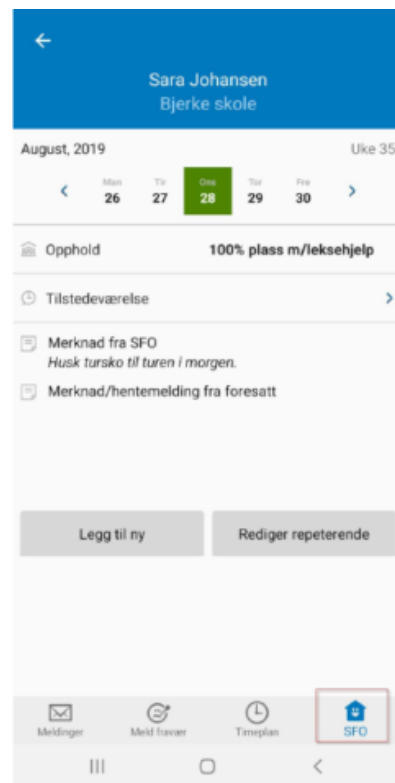 Sara Johansen
Bjerke skole
August, 2019 Uke 35
Man Tir Ons Tor Fre
26 27 28 29 30
Opphold 100% plass m/leksehjelp
Tilstedeværelse
Merknad fra SFO
Husk tursko til turen i morgen.
Merknad/hentemelding fra foresatt
Legg til ny Rediger repeterende
Meldinger Meld fravær Timeplan SFO